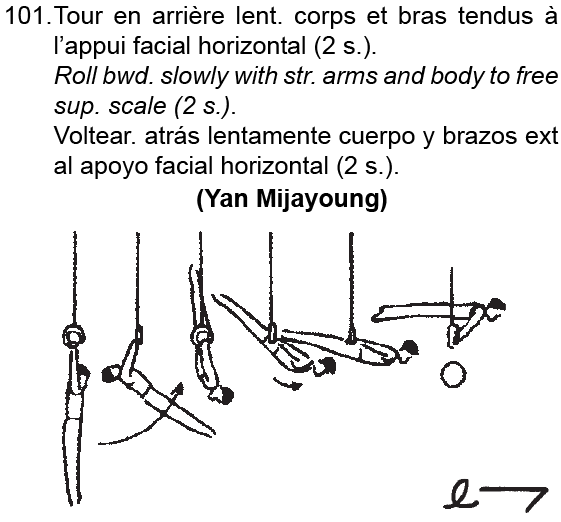 101.Tour en arrière lent. corps et bras tendus à
l'appui facial horizontal (2 s.).
Roll bwd. slowly with str. arms and body to free
sup. scale (2 s.).
Voltear. atrás lentamente cuerpo y brazos ext
al apoyo facial horizontal (2 s.).
(Yan Mijayoung)